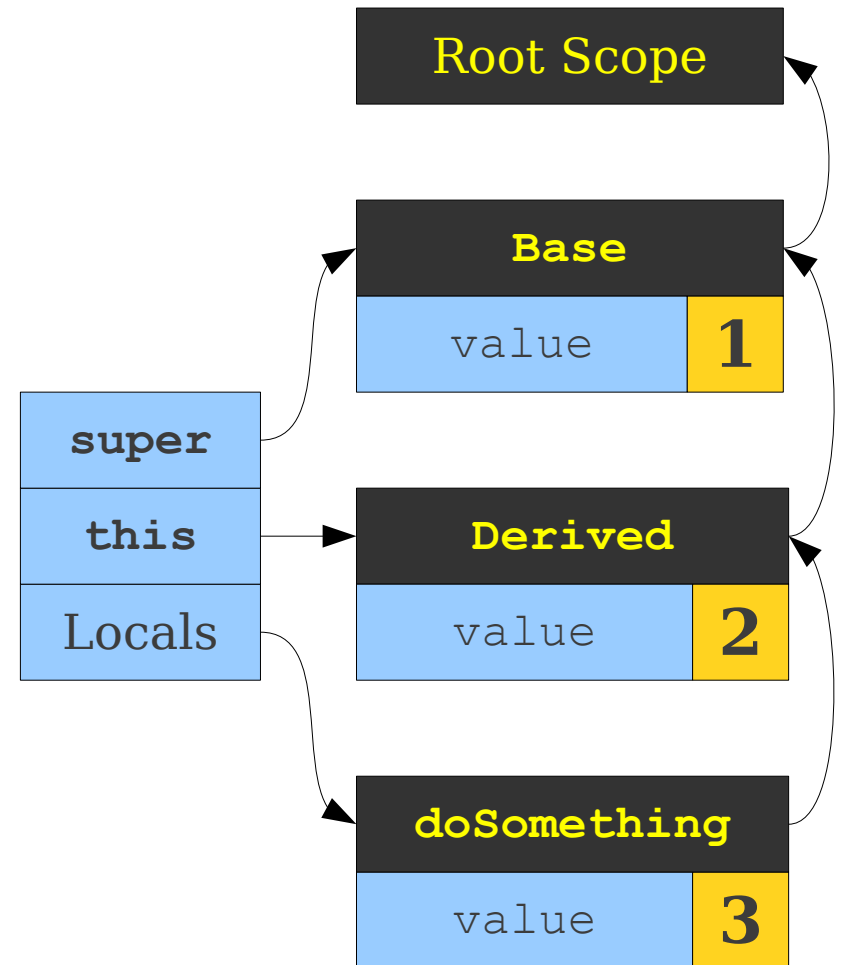 Root Scope
Base
value 1
super
this
Locals
Derived
value 2
doSomething
value 3